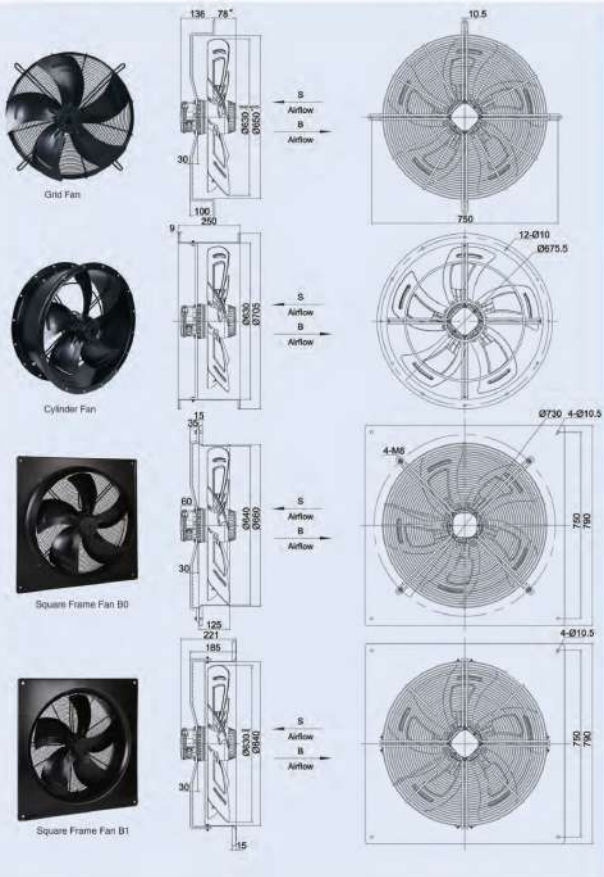 136
78*
10.5
Ø630
Ø650
S
Airflow
B
Airflow
30
100
750
Grid Fan
250
9
12-Ø10
Ø675.5
Ø630
Ø705
S
Airflow
B
Airflow
Cylinder Fan
15
35
Ø730
4-Ø10.5
4-M6
60
Ø640
Ø660
S
Airflow
B
Airflow
750
790
30
125
Square Frame Fan B0
221
185
4-Ø10.5
Ø630
Ø640
S
Airflow
B
Airflow
750
790
30
15
Square Frame Fan B1